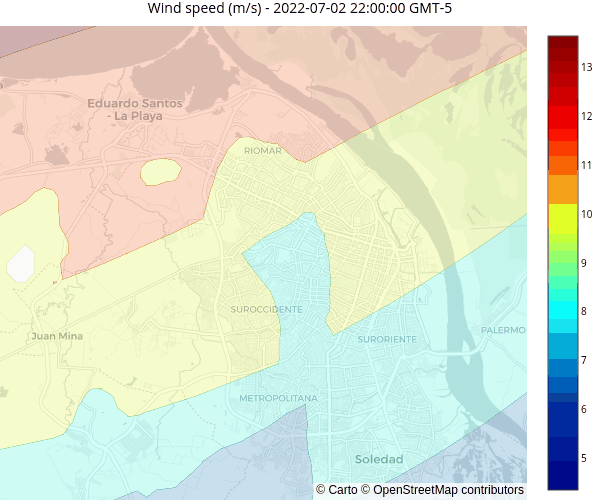 Wind speed (m/s) - 2022-07-02 22:00:00 GMT-5
Eduardo Santos
- La Playa
RIOMAR
SUROCCIDENTE
Juan Mina
SURORIENTE
PALERMO
METROPOLITANA
Soledad
© Carto © OpenStreetMap contributors
13
12
11
10
9
8
7
6
5